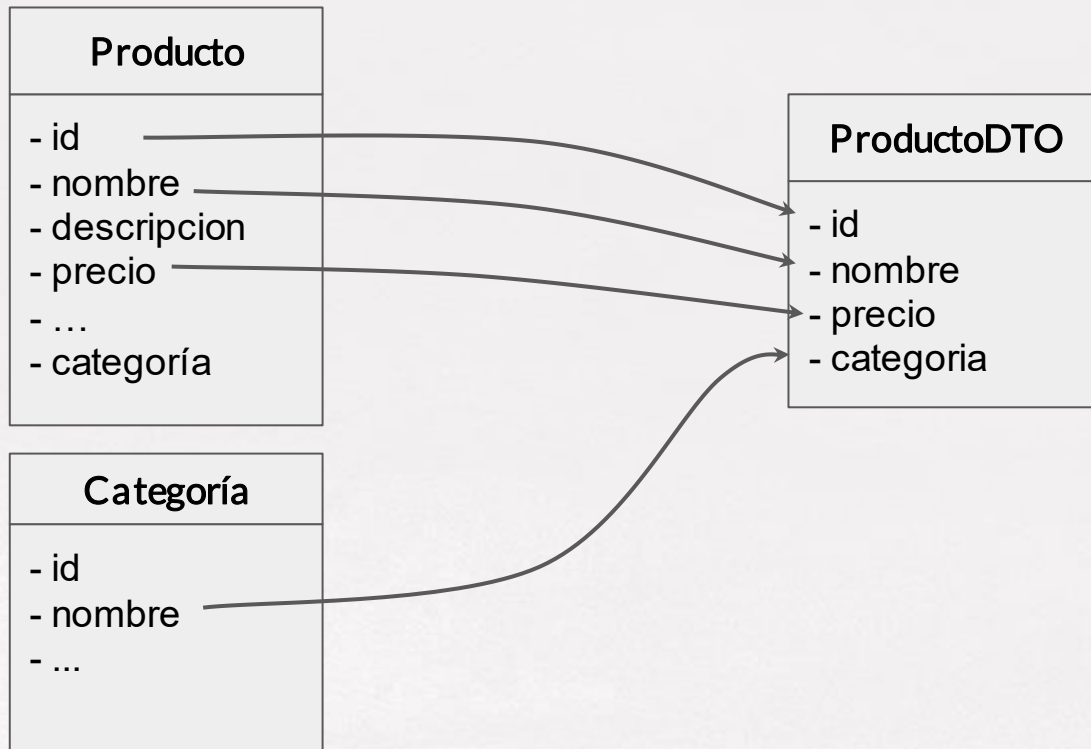 Producto
- id
- nombre
- descripcion
- precio
- …
- categoría
Categoría
- id
- nombre
- ...
ProductoDTO
- id
- nombre
- precio
- categoria